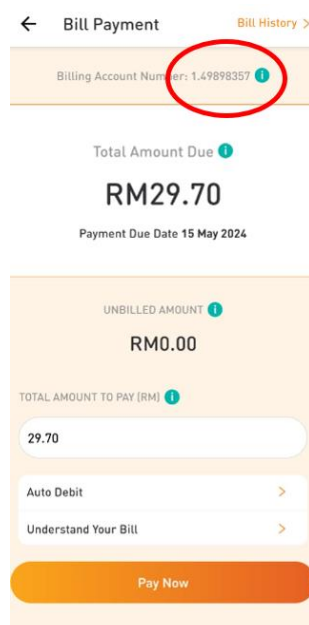 Bill Payment
Bill History >
Billing Account Number: 1.49898357
Total Amount Due
RM29.70
Payment Due Date 15 May 2024
UNBILLED AMOUNT
RM0.00
TOTAL AMOUNT TO PAY (RM)
29.70
Auto Debit >
Understand Your Bill >
Pay Now